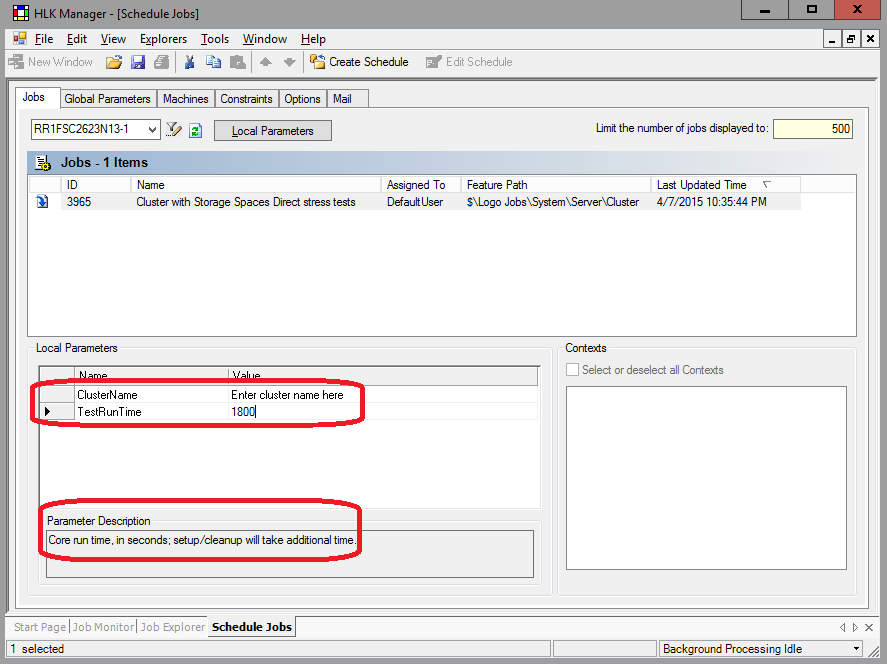 HLK Manager - [Schedule Jobs]
File Edit View Explorers Tools Window Help
New Window Create Schedule Edit Schedule
Jobs Global Parameters Machines Constraints Options Mail
RR1FSC2623N13-1 Local Parameters Limit the number of jobs displayed to: 500
Jobs - 1 Items
ID Name Assigned To Feature Path Last Updated Time
3965 Cluster with Storage Spaces Direct stress tests DefaultUser $\Logo Jobs\System\Server\Cluster 4/7/2015 10:35:44 PM
Local Parameters Contexts
Name Value
Select or deselect all Contexts
ClusterName Enter cluster name here
TestRunTime 1800
Parameter Description
Core run time, in seconds; setup/cleanup will take additional time.
Start Page Job Monitor Job Explorer Schedule Jobs
1 selected Background Processing Idle